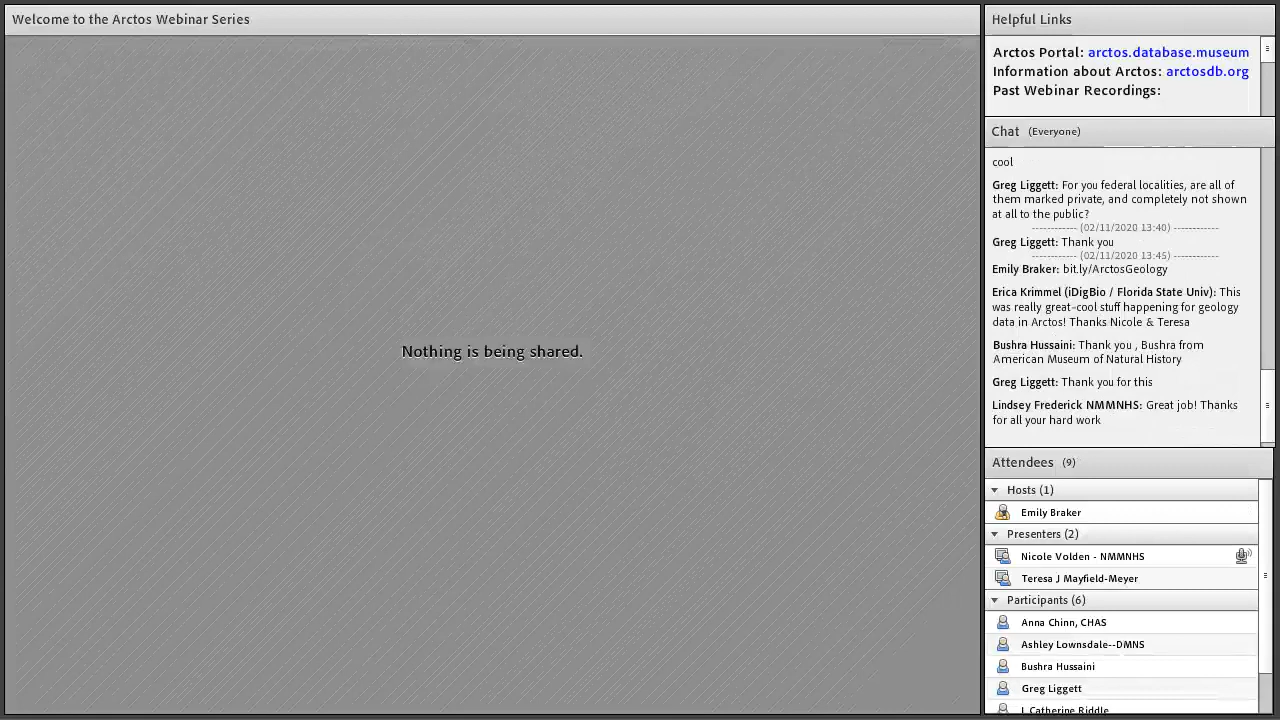 Welcome to the Arctos Webinar Series
Nothing is being shared.
Helpful Links
Arctos Portal: arctos.database.museum
Information about Arctos: arctosdb.org
Past Webinar Recordings:
Chat (Everyone)
cool
Greg Liggett: For you federal localities, are all of
them marked private, and completely not shown
at all to the public?
------------ (02/11/2020 13:40) ------------
Greg Liggett: Thank you
------------ (02/11/2020 13:45) ------------
Emily Braker: bit.ly/ArctosGeology
Erica Krimmel (iDigBio / Florida State Univ): This
was really great-cool stuff happening for geology
data in Arctos! Thanks Nicole & Teresa
Bushra Hussaini: Thank you , Bushra from
American Museum of Natural History
Greg Liggett: Thank you for this
Lindsey Frederick NMMNHS: Great job! Thanks
for all your hard work
Attendees (9)
Hosts (1)
Emily Braker
Presenters (2)
Nicole Volden - NMMNHS
Teresa J Mayfield-Meyer
Participants (6)
Anna Chinn, CHAS
Ashley Lownsdale--DMNS
Bushra Hussaini
Greg Liggett
L Catherine Riddle